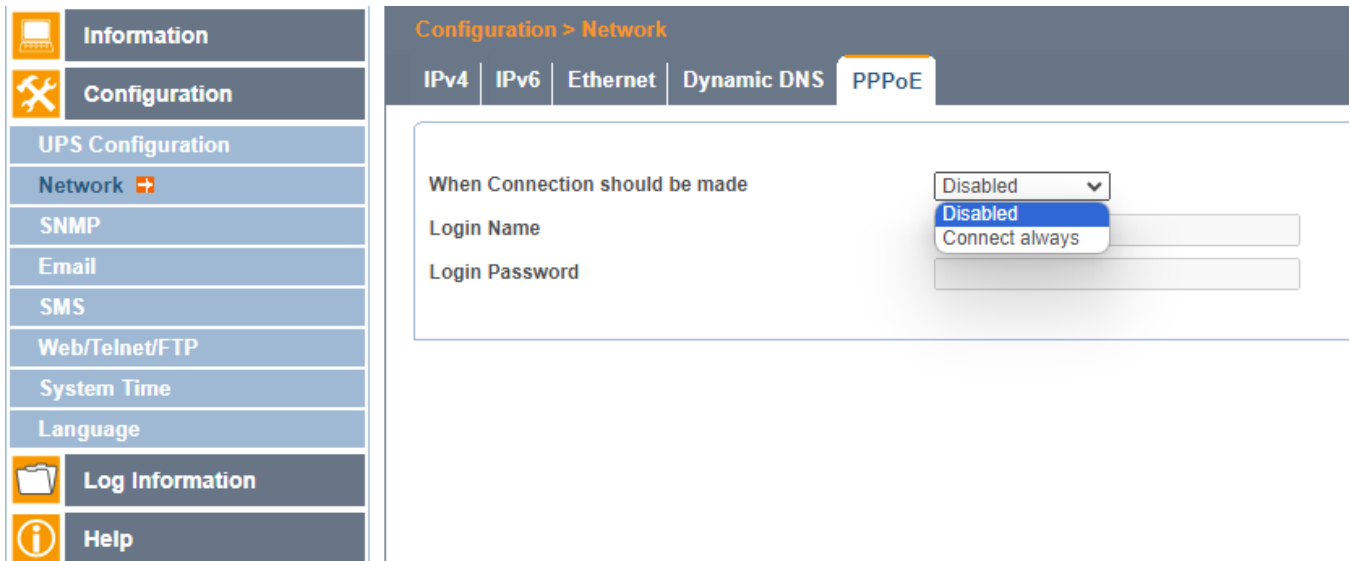 Information
Configuration
UPS Configuration
Network
SNMP
Email
SMS
Web/Telnet/FTP
System Time
Language
Log Information
Help
Configuration > Network
IPv4 IPv6 Ethernet Dynamic DNS PPPoE
When Connection should be made Disabled
Disabled
Connect always
Login Name
Login Password